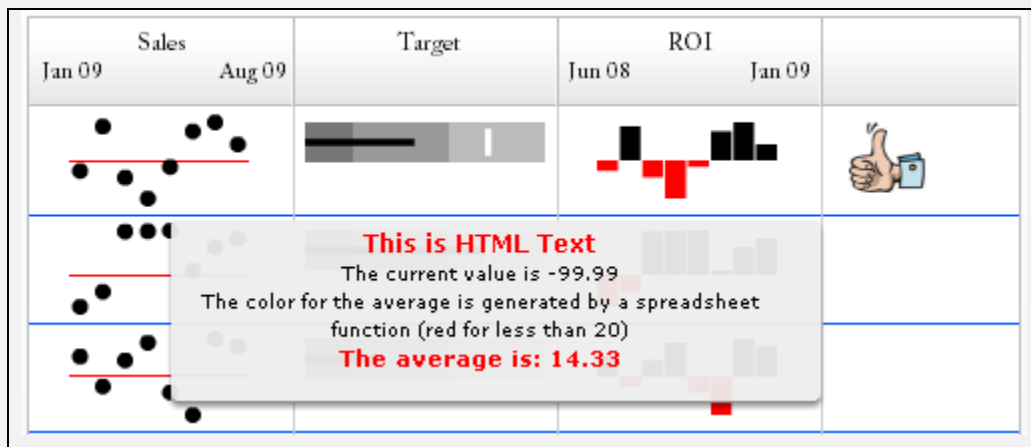 Sales Target ROI
Jan 09 Aug 09 Jun 08 Jan 09
This is HTML Text
The current value is -99.99
The color for the average is generated by a spreadsheet
function (red for less than 20)
The average is: 14.33